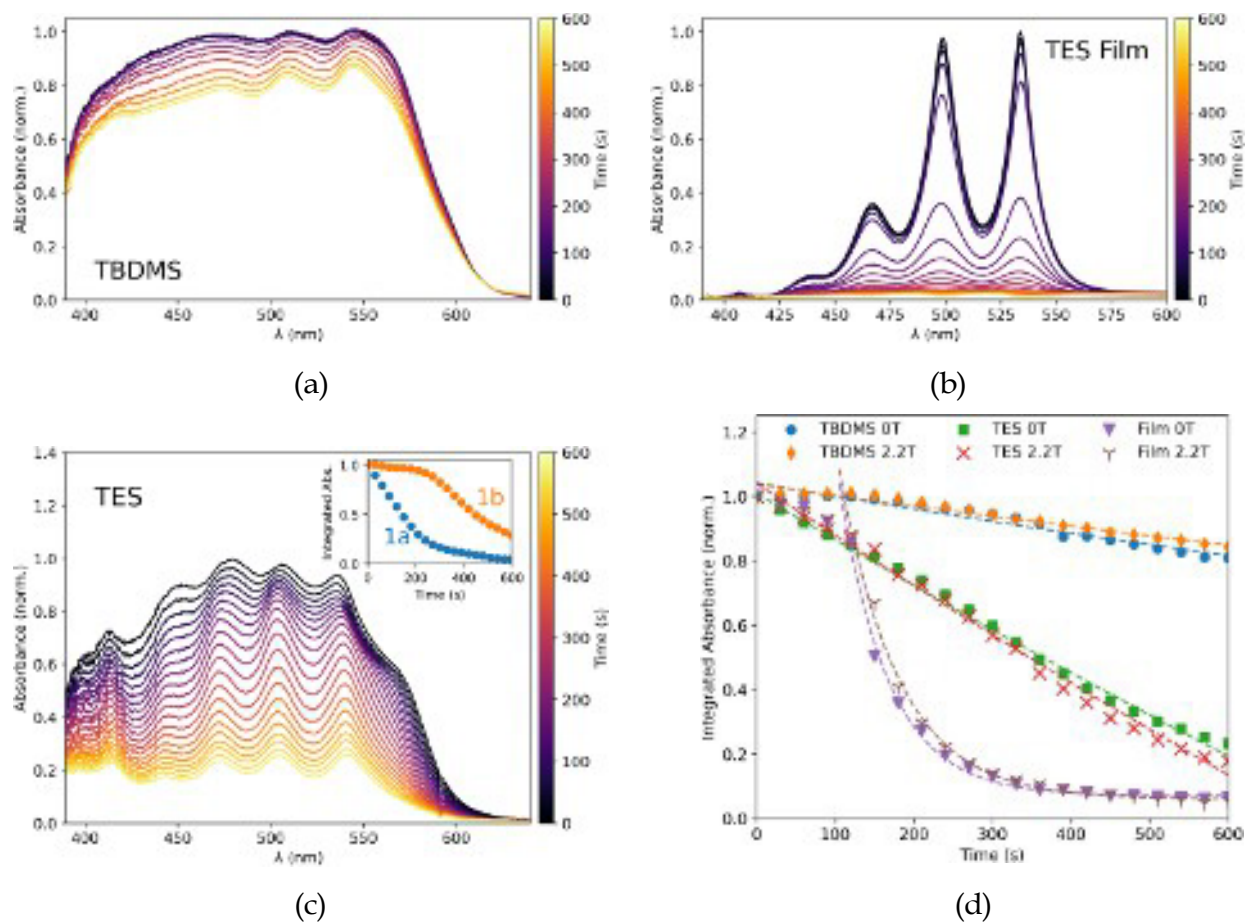 1.0
0.8
0.6
0.4
0.2
0.0
Absorbance (norm.)
TBDMS
400 450 500 550 600
λ (nm)
600
500
400
300
200
100
0
Time (s)
(a)
1.0
0.8
0.6
0.4
0.2
0.0
Absorbance (norm.)
TES Film
400 425 450 475 500 525 550 575 600
λ (nm)
600
500
400
300
200
100
0
Time (s)
(b)
1.4
1.2
1.0
0.8
0.6
0.4
0.2
0.0
Absorbance (norm.)
TES
1.0
0.5
0.0
Integrated Abs.
1b
1a
0 200 400 600
Time (s)
400 450 500 550 600
λ (nm)
600
500
400
300
200
100
0
Time (s)
(c)
TBDMS 0T TES 0T Film 0T
TBDMS 2.2T TES 2.2T Film 2.2T
1.2
1.0
0.8
0.6
0.4
0.2
0.0
Integrated Absorbance (norm.)
0 100 200 300 400 500 600
Time (s)
(d)